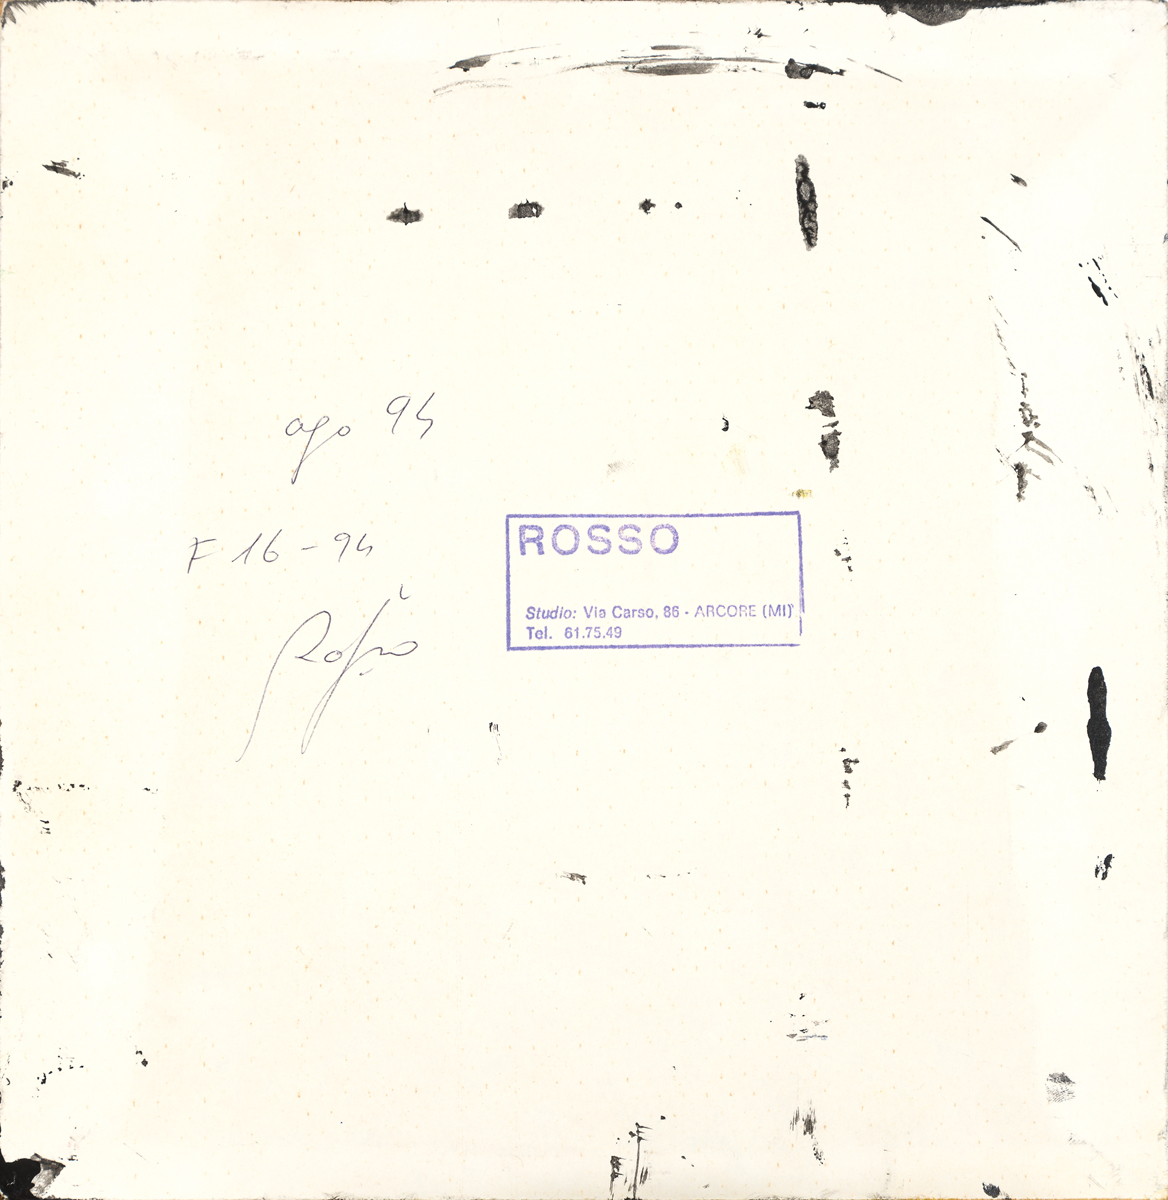 ago 94
F 16 - 94
Rosso
ROSSO
Studio: Via Carso, 86 - ARCORE (MI)
Tel. 61.75.49